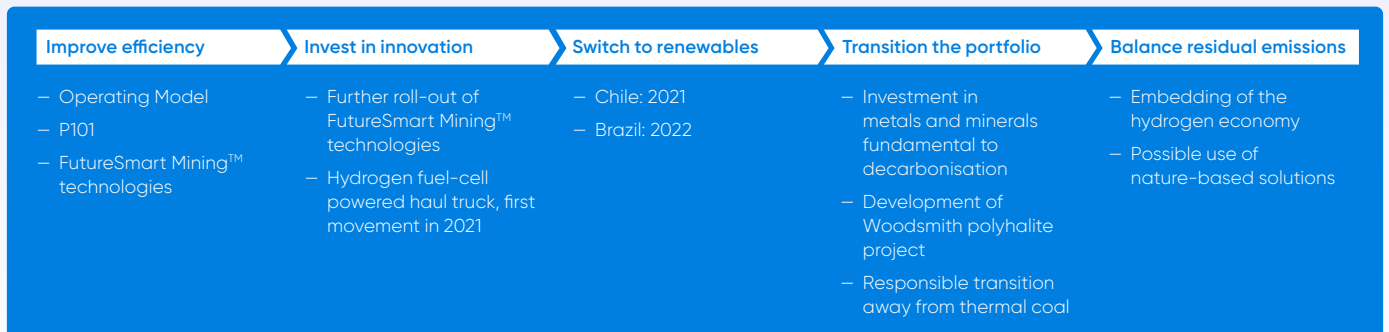 Improve efficiency
Invest in innovation
Switch to renewables
Transition the portfolio
Balance residual emissions
— Operating Model
— P101
— FutureSmart Mining™
technologies
— Further roll-out of
FutureSmart Mining™
technologies
— Hydrogen fuel-cell
powered haul truck, first
movement in 2021
— Chile: 2021
— Brazil: 2022
— Investment in
metals and minerals
fundamental to
decarbonisation
— Development of
Woodsmith polyhalite
project
— Responsible transition
away from thermal coal
— Embedding of the
hydrogen economy
— Possible use of
nature-based solutions